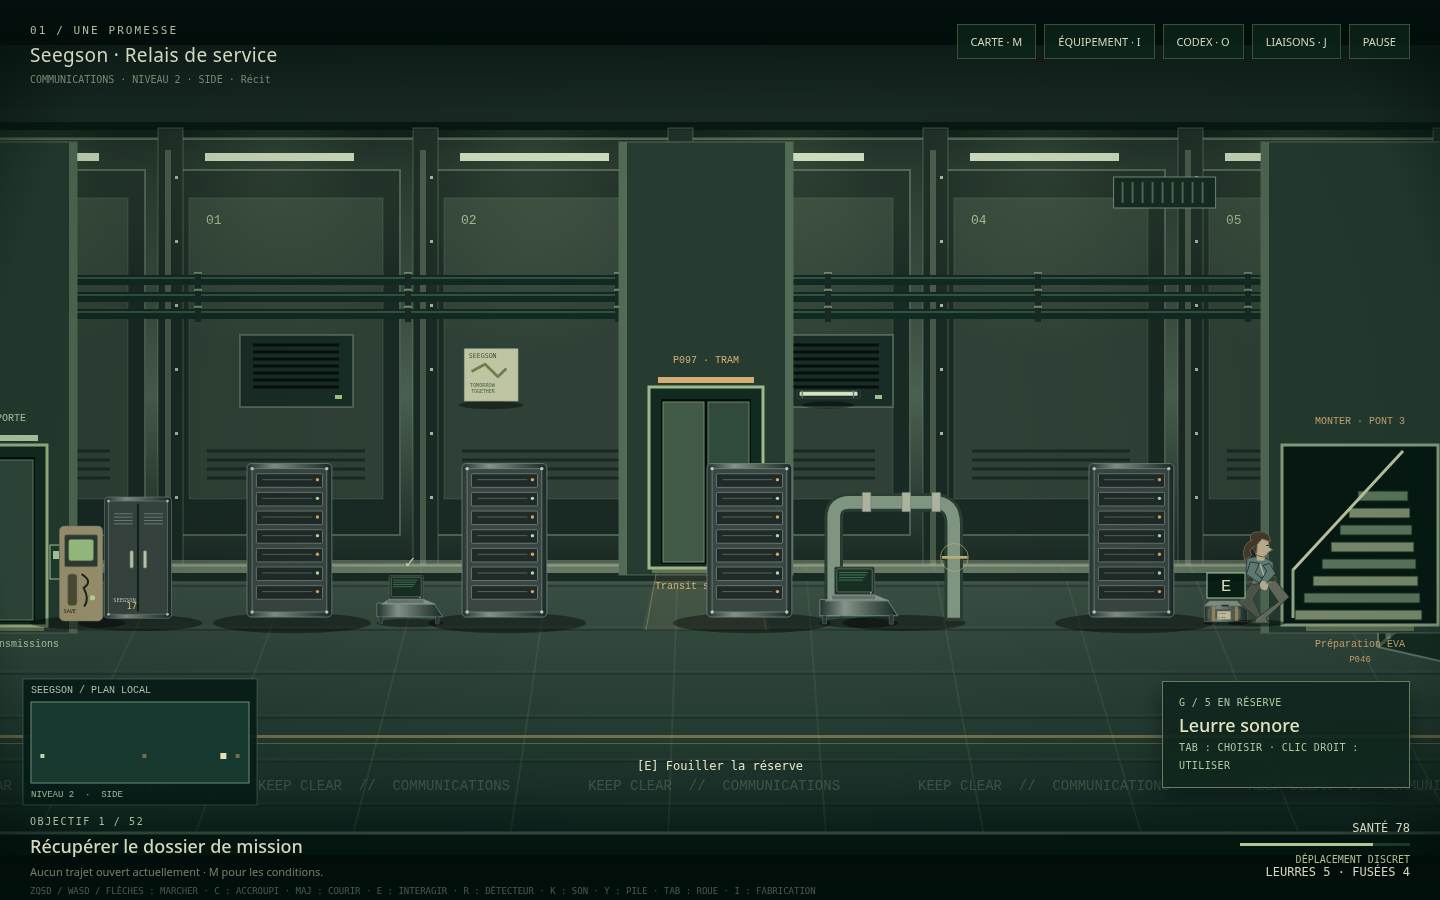 01 / UNE PROMESSE
Seegson · Relais de service
COMMUNICATIONS · NIVEAU 2 · SIDE · Récit
CARTE · M
ÉQUIPEMENT · I
CODEX · O
LIAISONS · J
PAUSE
01
02
04
05
SEEGSON
TOMORROW
TOGETHER
P097 · TRAM
PORTE
MONTER · PONT 3
SAVE
SEEGSON
17
✓
Transit s
E
nsmissions
Préparation EVA
P046
SEEGSON / PLAN LOCAL
NIVEAU 2 · SIDE
G / 5 EN RÉSERVE
Leurre sonore
TAB : CHOISIR · CLIC DROIT :
UTILISER
[E] Fouiller la réserve
KEEP CLEAR // COMMUNICATIONS
KEEP CLEAR // COMMUNICATIONS
KEEP CLEAR // COMMUNICATIONS
OBJECTIF 1 / 52
Récupérer le dossier de mission
Aucun trajet ouvert actuellement · M pour les conditions.
ZQSD / WASD / FLÈCHES : MARCHER · C : ACCROUPI · MAJ : COURIR · E : INTERAGIR · R : DÉTECTEUR · K : SON · Y : PILE · TAB : ROUE · I : FABRICATION
SANTÉ 78
DÉPLACEMENT DISCRET
LEURRES 5 · FUSÉES 4